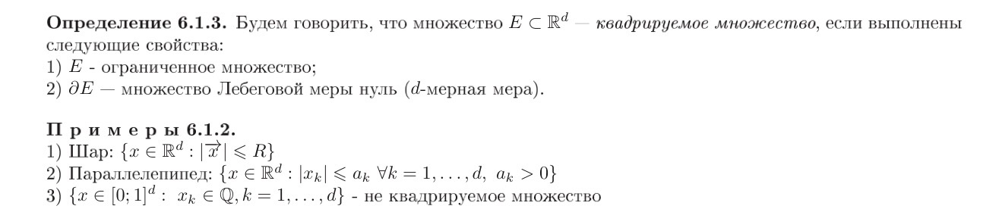 Определение 6.1.3. Будем говорить, что множество $E \subset \mathbb{R}^d$ — квадрируемое множество, если выполнены
следующие свойства:
1) $E$ - ограниченное множество;
2) $\partial E$ — множество Лебеговой меры нуль ($d$-мерная мера).
П р и м е р ы 6.1.2.
1) Шар: $\{x \in \mathbb{R}^d : |\overrightarrow{x}| \leqslant R\}$
2) Параллелепипед: $\{x \in \mathbb{R}^d : |x_k| \leqslant a_k \ \forall k = 1, \ldots, d, \ a_k > 0\}$
3) $\{x \in [0; 1]^d : \ x_k \in \mathbb{Q}, k = 1, \ldots, d\}$ - не квадрируемое множество